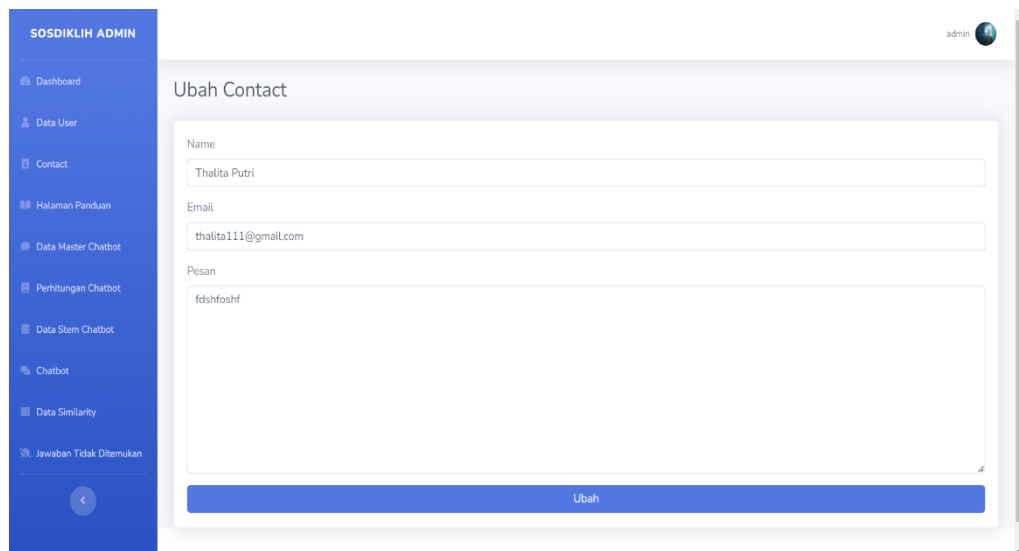 SOSDIKLIH ADMIN
admin
Dashboard
Data User
Contact
Halaman Panduan
Data Master Chatbot
Perhitungan Chatbot
Data Stem Chatbot
Chatbot
Data Similarity
Jawaban Tidak Ditemukan
Ubah Contact
Name
Thalita Putri
Email
thalita111@gmail.com
Pesan
fdshfoshf
Ubah